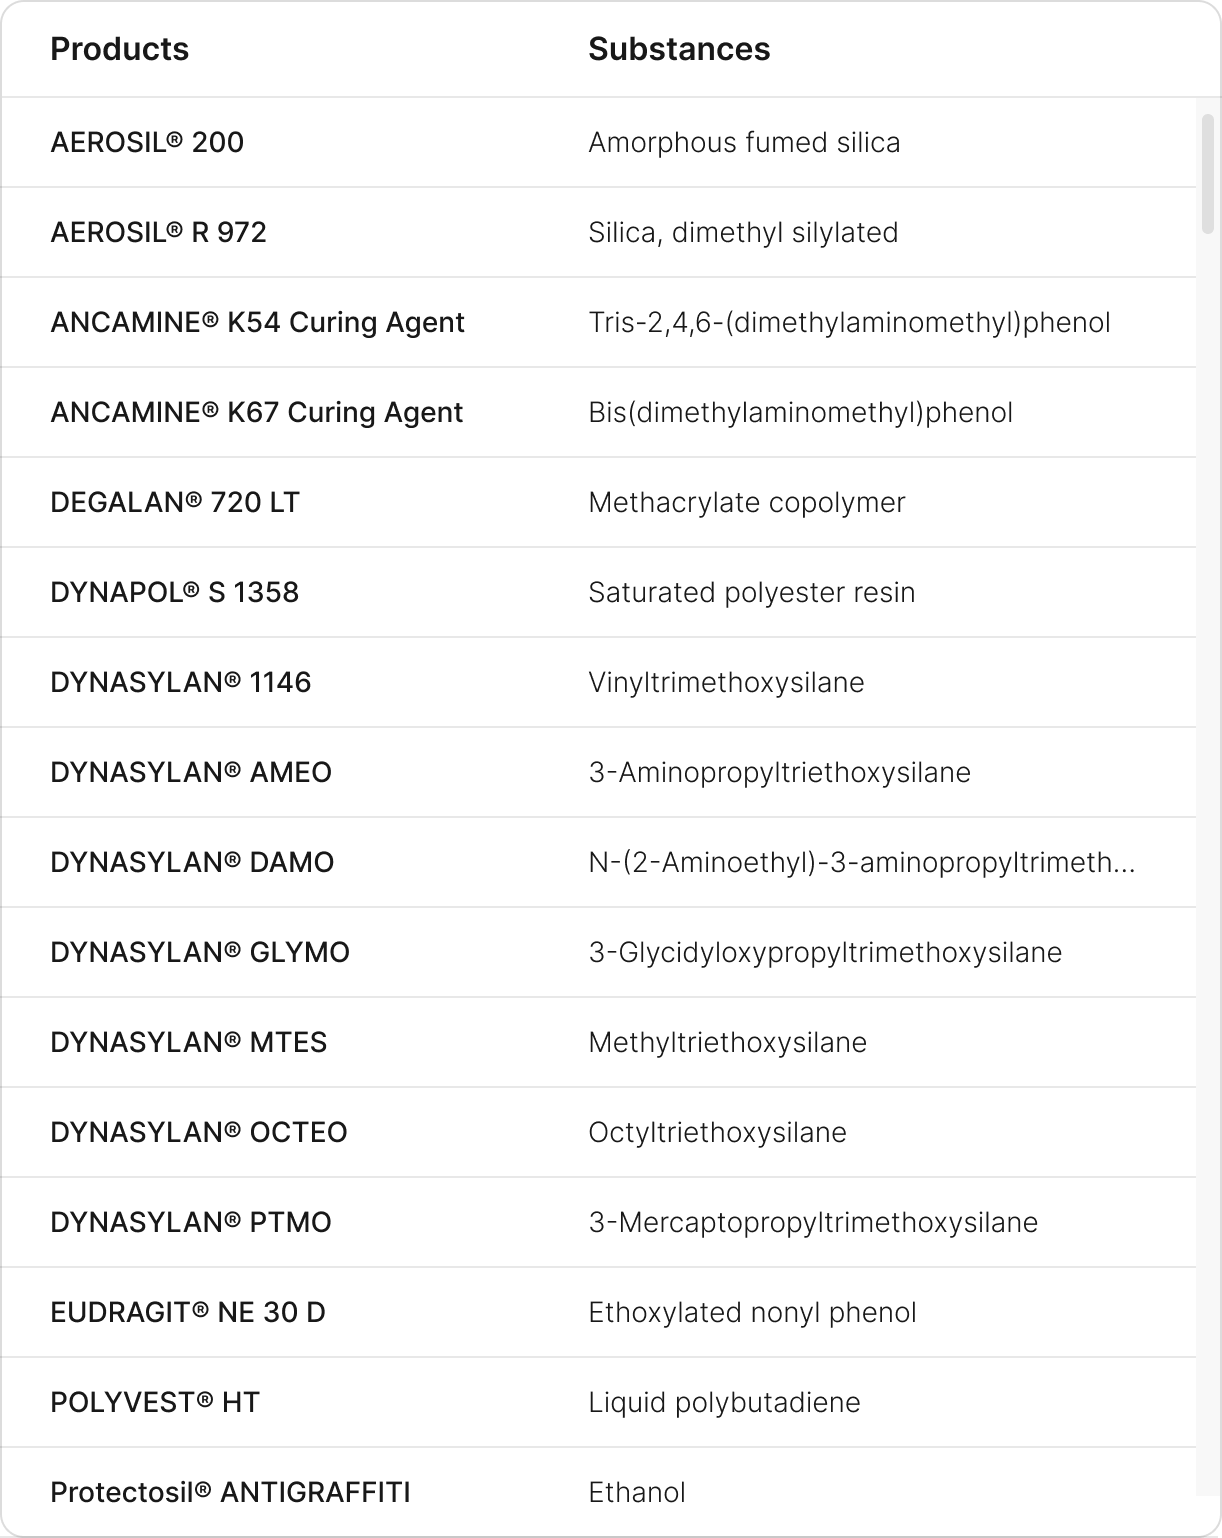 Products Substances
AEROSIL® 200 Amorphous fumed silica
AEROSIL® R 972 Silica, dimethyl silylated
ANCAMINE® K54 Curing Agent Tris-2,4,6-(dimethylaminomethyl)phenol
ANCAMINE® K67 Curing Agent Bis(dimethylaminomethyl)phenol
DEGALAN® 720 LT Methacrylate copolymer
DYNAPOL® S 1358 Saturated polyester resin
DYNASYLAN® 1146 Vinyltrimethoxysilane
DYNASYLAN® AMEO 3-Aminopropyltriethoxysilane
DYNASYLAN® DAMO N-(2-Aminoethyl)-3-aminopropyltrimeth...
DYNASYLAN® GLYMO 3-Glycidyloxypropyltrimethoxysilane
DYNASYLAN® MTES Methyltriethoxysilane
DYNASYLAN® OCTEO Octyltriethoxysilane
DYNASYLAN® PTMO 3-Mercaptopropyltrimethoxysilane
EUDRAGIT® NE 30 D Ethoxylated nonyl phenol
POLYVEST® HT Liquid polybutadiene
Protectosil® ANTIGRAFFITI Ethanol